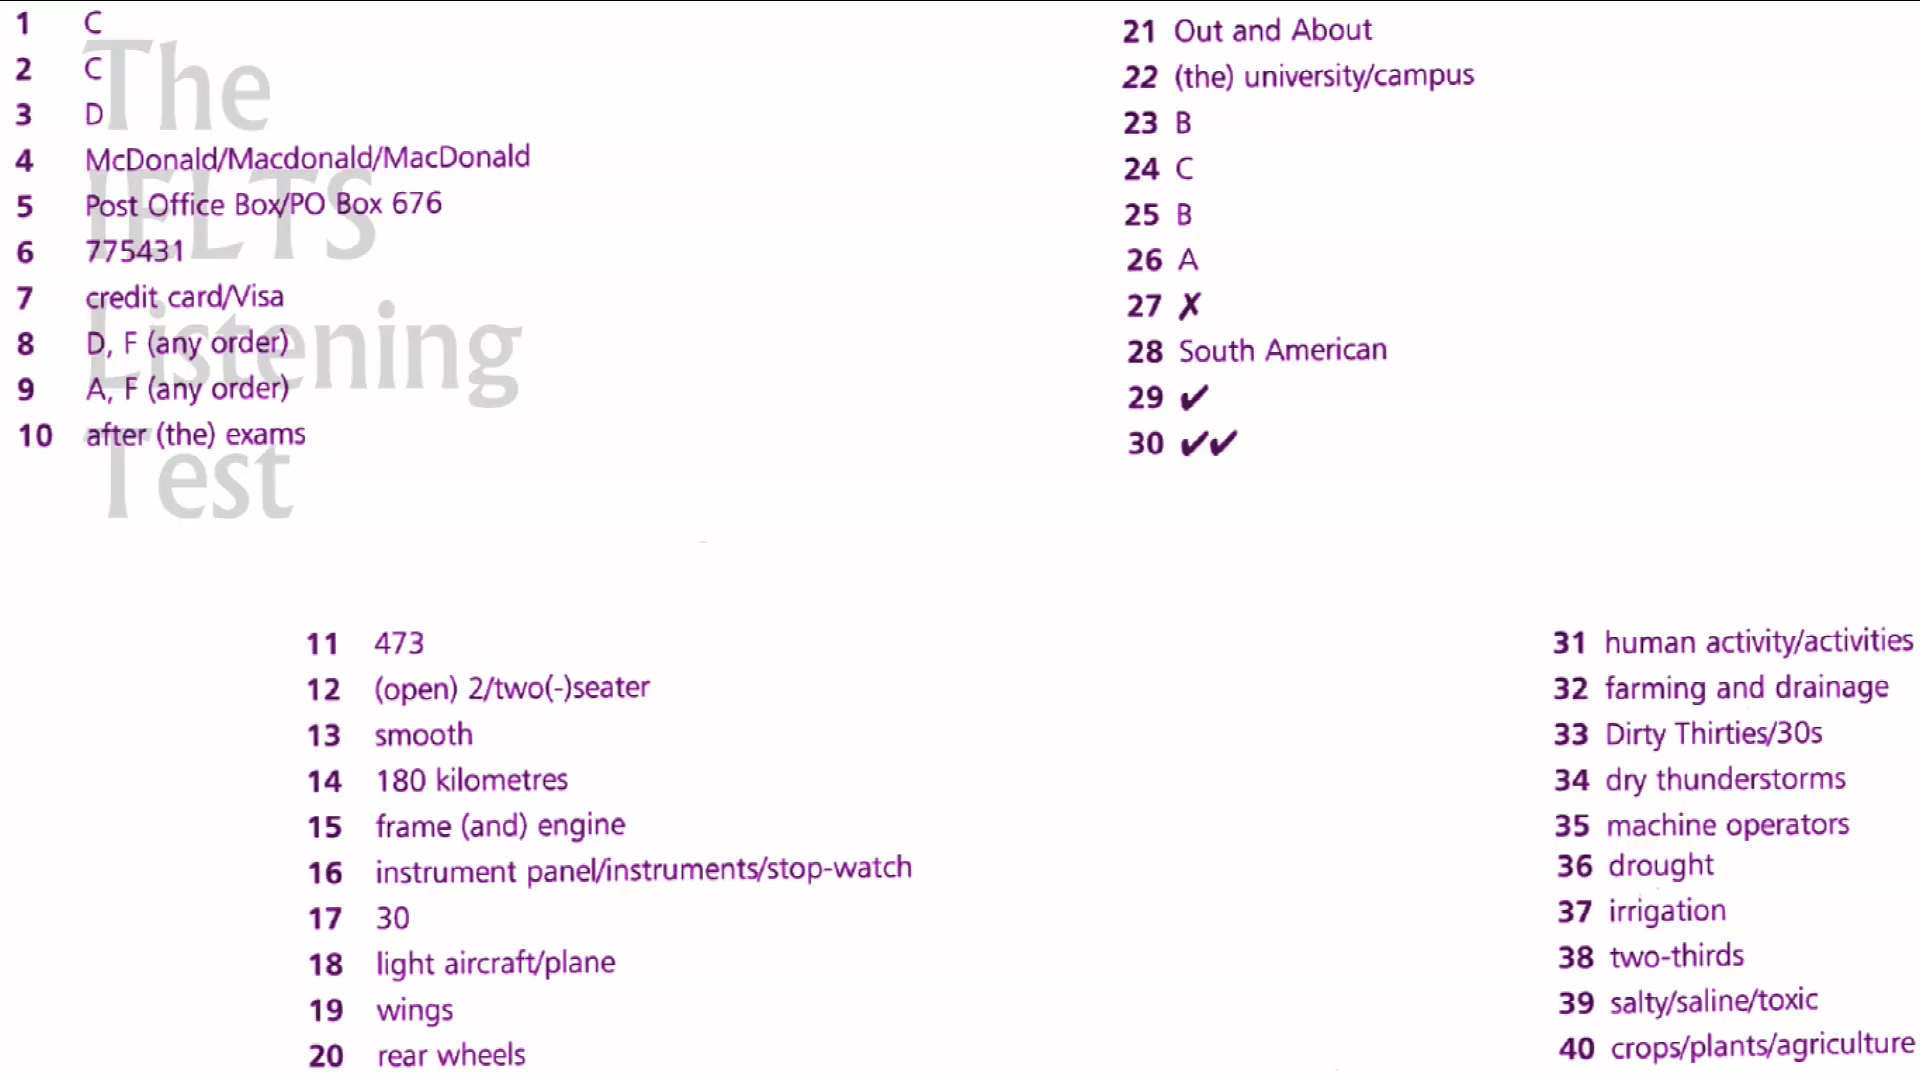 The
IELTS
Listening
Test
1 C
2 C
3 D
4 McDonald/Macdonald/MacDonald
5 Post Office Box/PO Box 676
6 775431
7 credit card/Visa
8 D, F (any order)
9 A, F (any order)
10 after (the) exams
11 473
12 (open) 2/two(-)seater
13 smooth
14 180 kilometres
15 frame (and) engine
16 instrument panel/instruments/stop-watch
17 30
18 light aircraft/plane
19 wings
20 rear wheels
21 Out and About
22 (the) university/campus
23 B
24 C
25 B
26 A
27 ✗
28 South American
29 ✔
30 ✔✔
31 human activity/activities
32 farming and drainage
33 Dirty Thirties/30s
34 dry thunderstorms
35 machine operators
36 drought
37 irrigation
38 two-thirds
39 salty/saline/toxic
40 crops/plants/agriculture